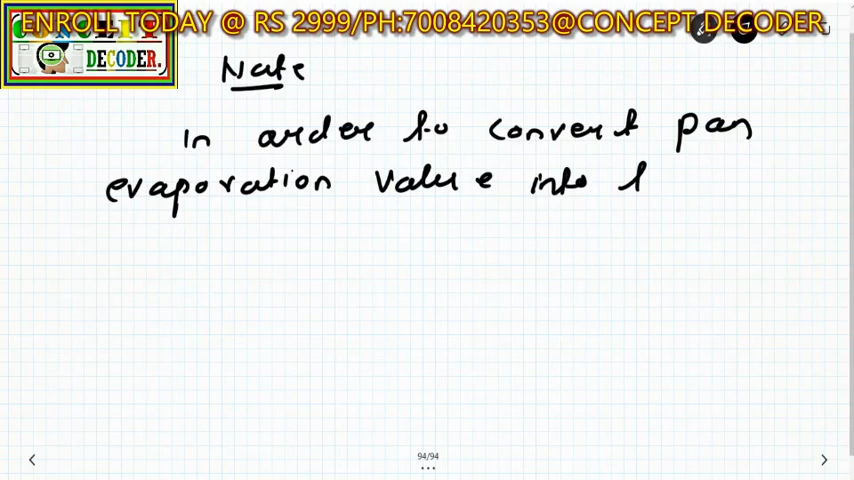 ENROLL TODAY @ RS 2999/PH:7008420353@CONCEPT DECODER
DECODER.
Note
In order to convert pan
evaporation value into l
94/94